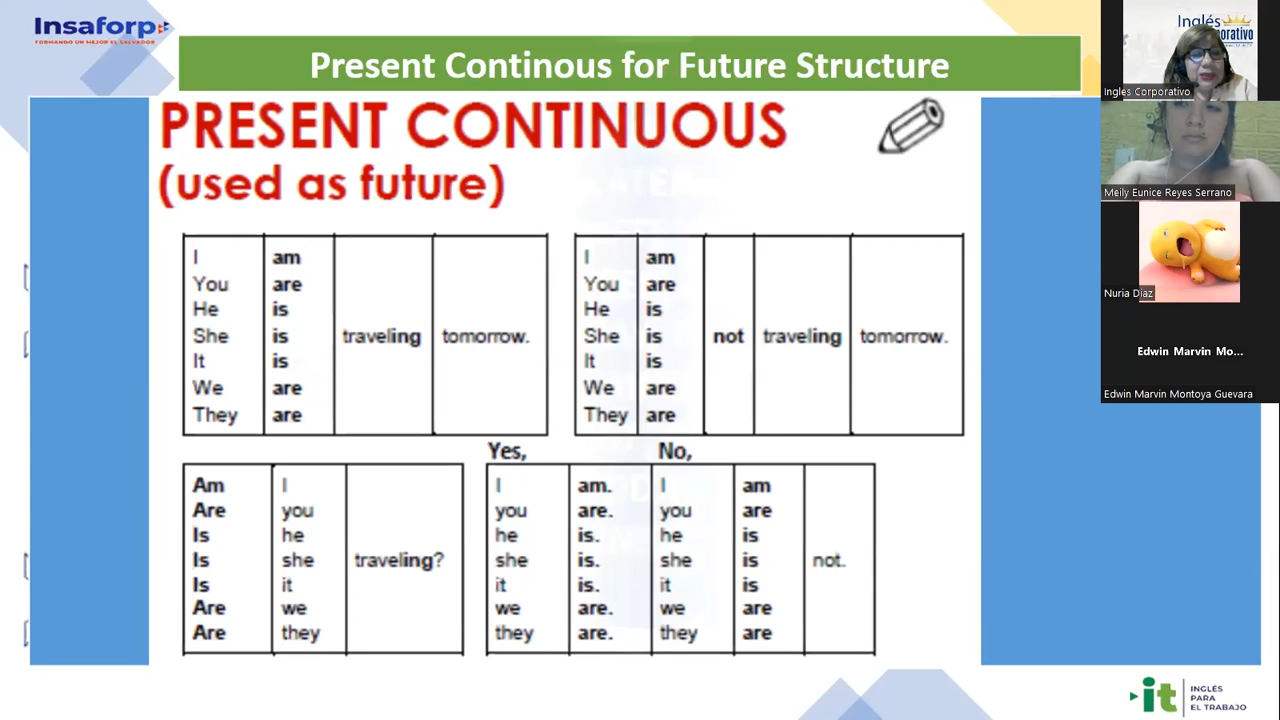 Insaforp
FORMANDO UN MEJOR EL SALVADOR
Present Continous for Future Structure
PRESENT CONTINUOUS
(used as future)
I am
You are
He is
She is traveling tomorrow.
It is
We are
They are
I am
You are
He is
She is not traveling tomorrow.
It is
We are
They are
Am I
Are you
Is he
Is she traveling?
Is it
Are we
Are they
Yes, No,
I am. I am
you are. you are
he is. he is
she is. she is not.
it is. it is
we are. we are
they are. they are
Inglés
Ingles Corporativo
Meily Eunice Reyes Serrano
Nuria Diaz
Edwin Marvin Mo...
Edwin Marvin Montoya Guevara
it
INGLÉS
PARA
EL TRABAJO